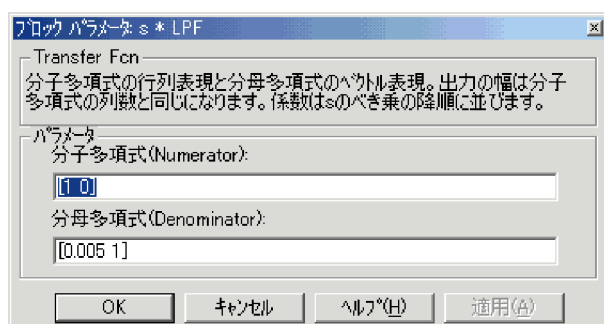 ﾌﾞﾛｯｸ ﾊﾟﾗﾒｰﾀ: s * LPF
Transfer Fcn
分子多項式の行列表現と分母多項式のﾍﾞｸﾄﾙ表現。出力の幅は分子
多項式の列数と同じになります。係数はsのべき乗の降順に並びます。
ﾊﾟﾗﾒｰﾀ
分子多項式(Numerator):
[1 0]
分母多項式(Denominator):
[0.005 1]
OK ｷｬﾝｾﾙ ﾍﾙﾌﾟ(H) 適用(A)